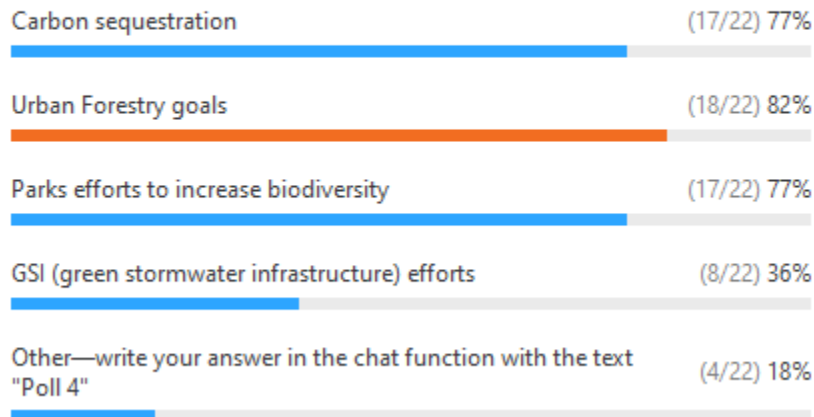 Carbon sequestration (17/22) 77%
Urban Forestry goals (18/22) 82%
Parks efforts to increase biodiversity (17/22) 77%
GSI (green stormwater infrastructure) efforts (8/22) 36%
Other—write your answer in the chat function with the text (4/22) 18%
"Poll 4"